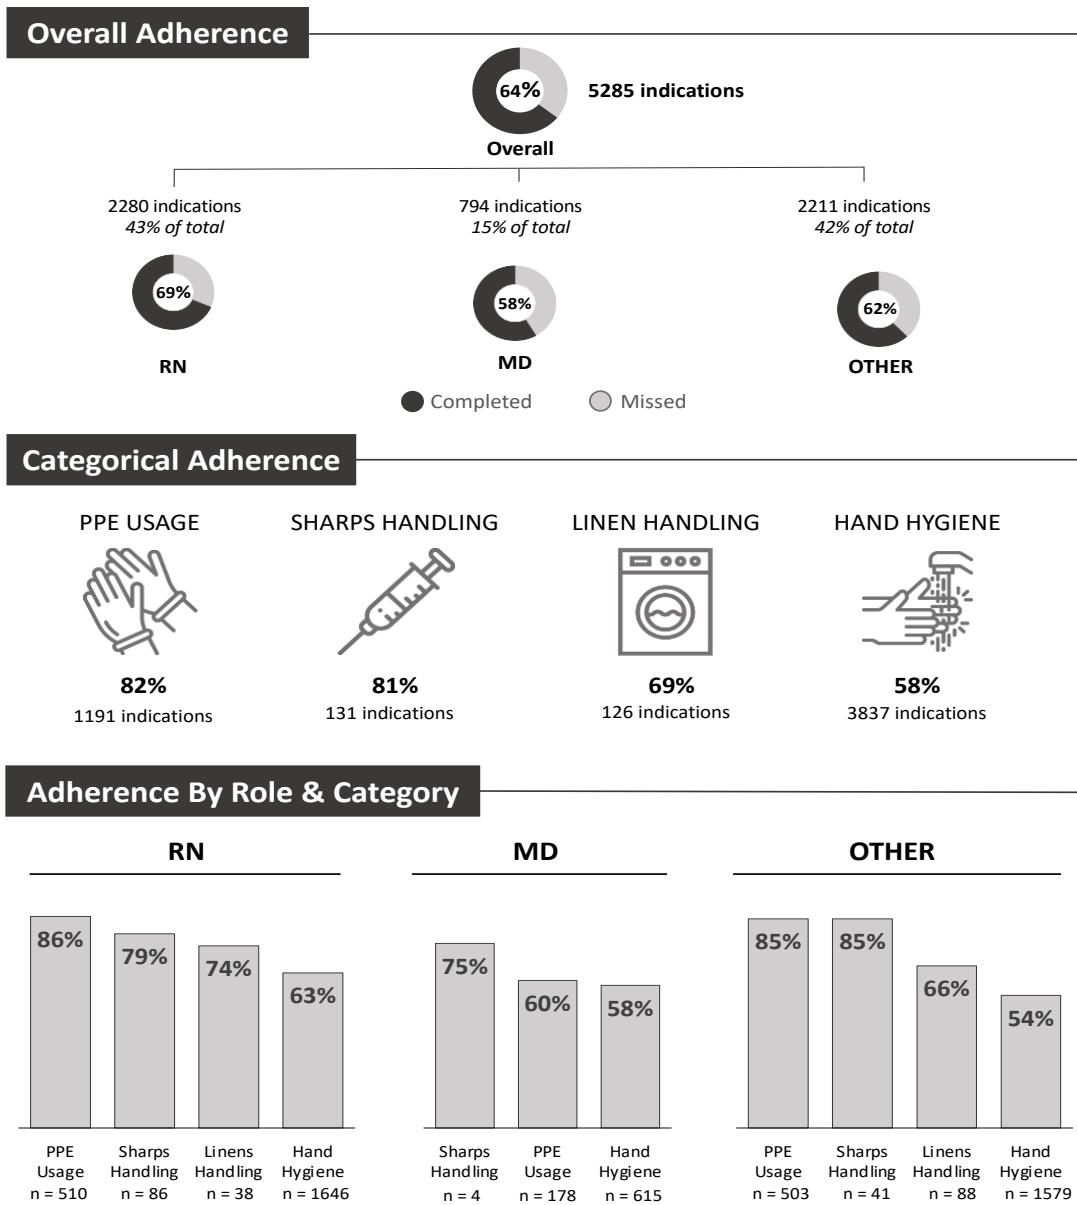 Overall Adherence
64%
5285 indications
Overall
2280 indications
43% of total
794 indications
15% of total
2211 indications
42% of total
69%
58%
62%
RN
MD
OTHER
Completed
Missed
Categorical Adherence
PPE USAGE
SHARPS HANDLING
LINEN HANDLING
HAND HYGIENE
82%
81%
69%
58%
1191 indications
131 indications
126 indications
3837 indications
Adherence By Role & Category
RN
86%
79%
74%
63%
PPE
Usage
n = 510
Sharps
Handling
n = 86
Linens
Handling
n = 38
Hand
Hygiene
n = 1646
MD
75%
60%
58%
Sharps
Handling
n = 4
PPE
Usage
n = 178
Hand
Hygiene
n = 615
OTHER
85%
85%
66%
54%
PPE
Usage
n = 503
Sharps
Handling
n = 41
Linens
Handling
n = 88
Hand
Hygiene
n = 1579